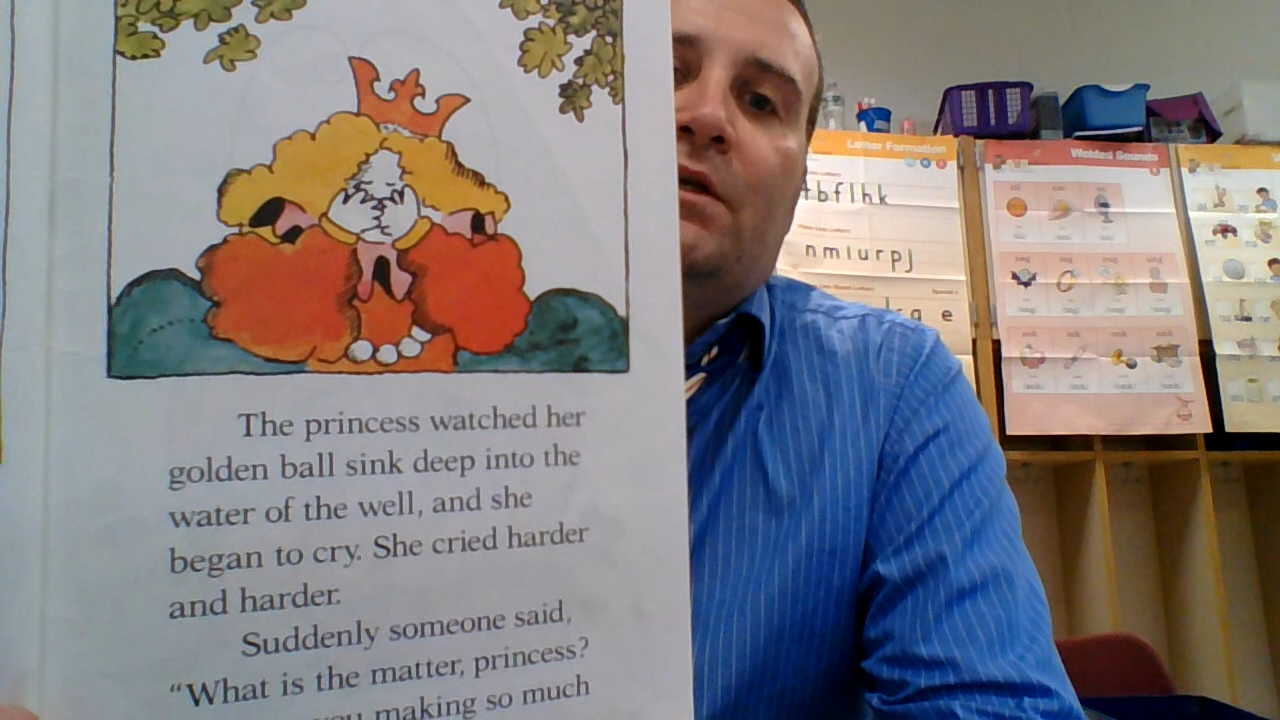 The princess watched her
golden ball sink deep into the
water of the well, and she
began to cry. She cried harder
and harder.
Suddenly someone said,
"What is the matter, princess?
you making so much
Letter Formation
t b f l h k
n m i u r p j
a e
Welded Sounds